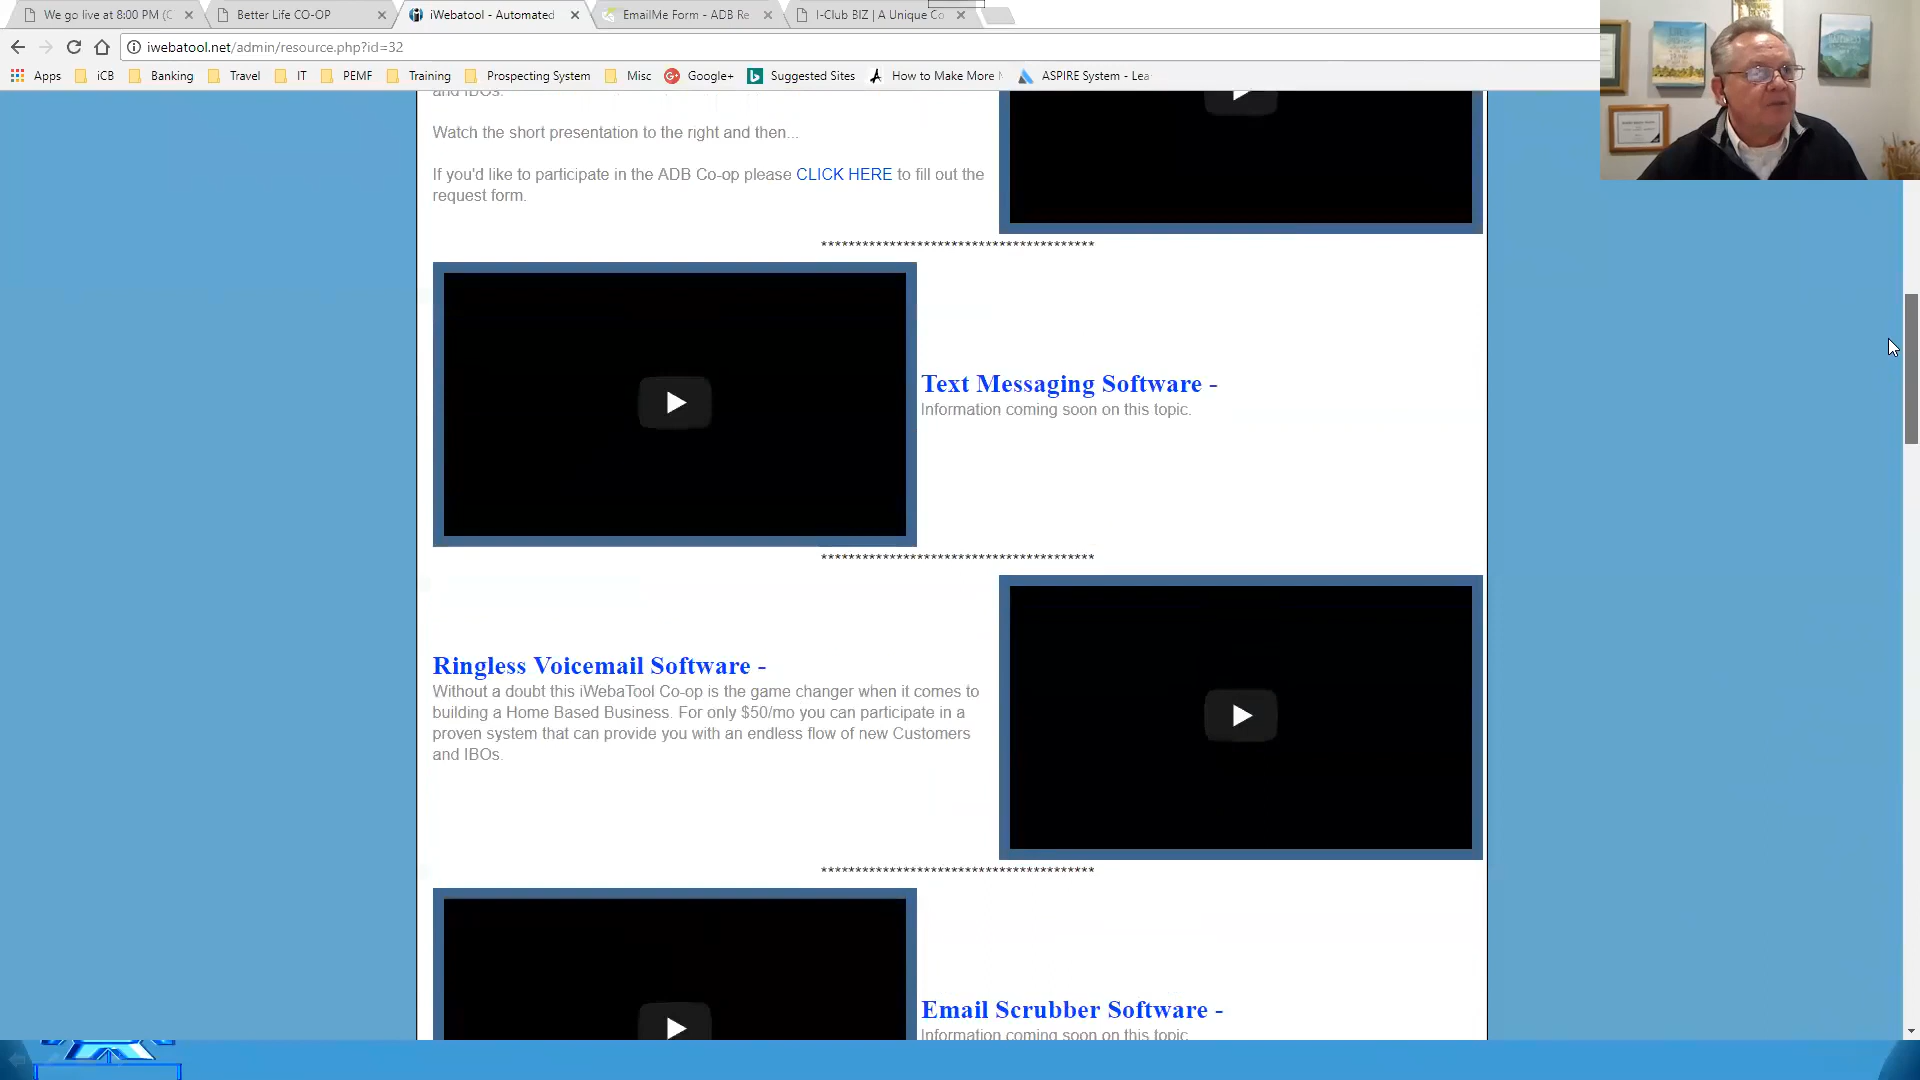 We go live at 8:00 PM (C
Better Life CO-OP
iWebatool - Automated
EmailMe Form - ADB Re
I-Club BIZ | A Unique Co
iwebatool.net/admin/resource.php?id=32
Apps iCB Banking Travel IT PEMF Training Prospecting System Misc Google+ Suggested Sites How to Make More ASPIRE System - Lea
and IBOs.
Watch the short presentation to the right and then...
If you'd like to participate in the ADB Co-op please CLICK HERE to fill out the
request form.
****************************************
Text Messaging Software -
Information coming soon on this topic.
****************************************
Ringless Voicemail Software -
Without a doubt this iWebaTool Co-op is the game changer when it comes to
building a Home Based Business. For only $50/mo you can participate in a
proven system that can provide you with an endless flow of new Customers
and IBOs.
****************************************
Email Scrubber Software -
Information coming soon on this topic.